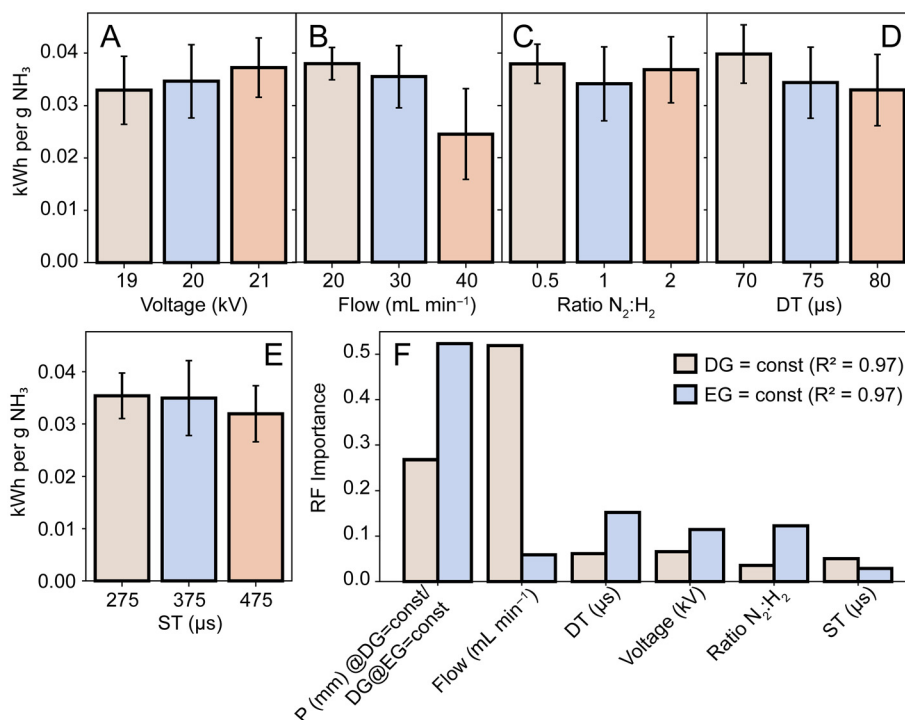 A
B
C
D
kWh per g NH₃
0.04
0.03
0.02
0.01
0.00
19 20 21
Voltage (kV)
20 30 40
Flow (mL min⁻¹)
0.5 1 2
Ratio N₂:H₂
70 75 80
DT (µs)
E
kWh per g NH₃
0.04
0.03
0.02
0.01
0.00
275 375 475
ST (µs)
F
RF Importance
0.5
0.4
0.3
0.2
0.1
0.0
DG = const (R² = 0.97)
EG = const (R² = 0.97)
P (mm) @DG=const/
DG@EG=const
Flow (mL min⁻¹)
DT (µs)
Voltage (kV)
Ratio N₂:H₂
ST (µs)